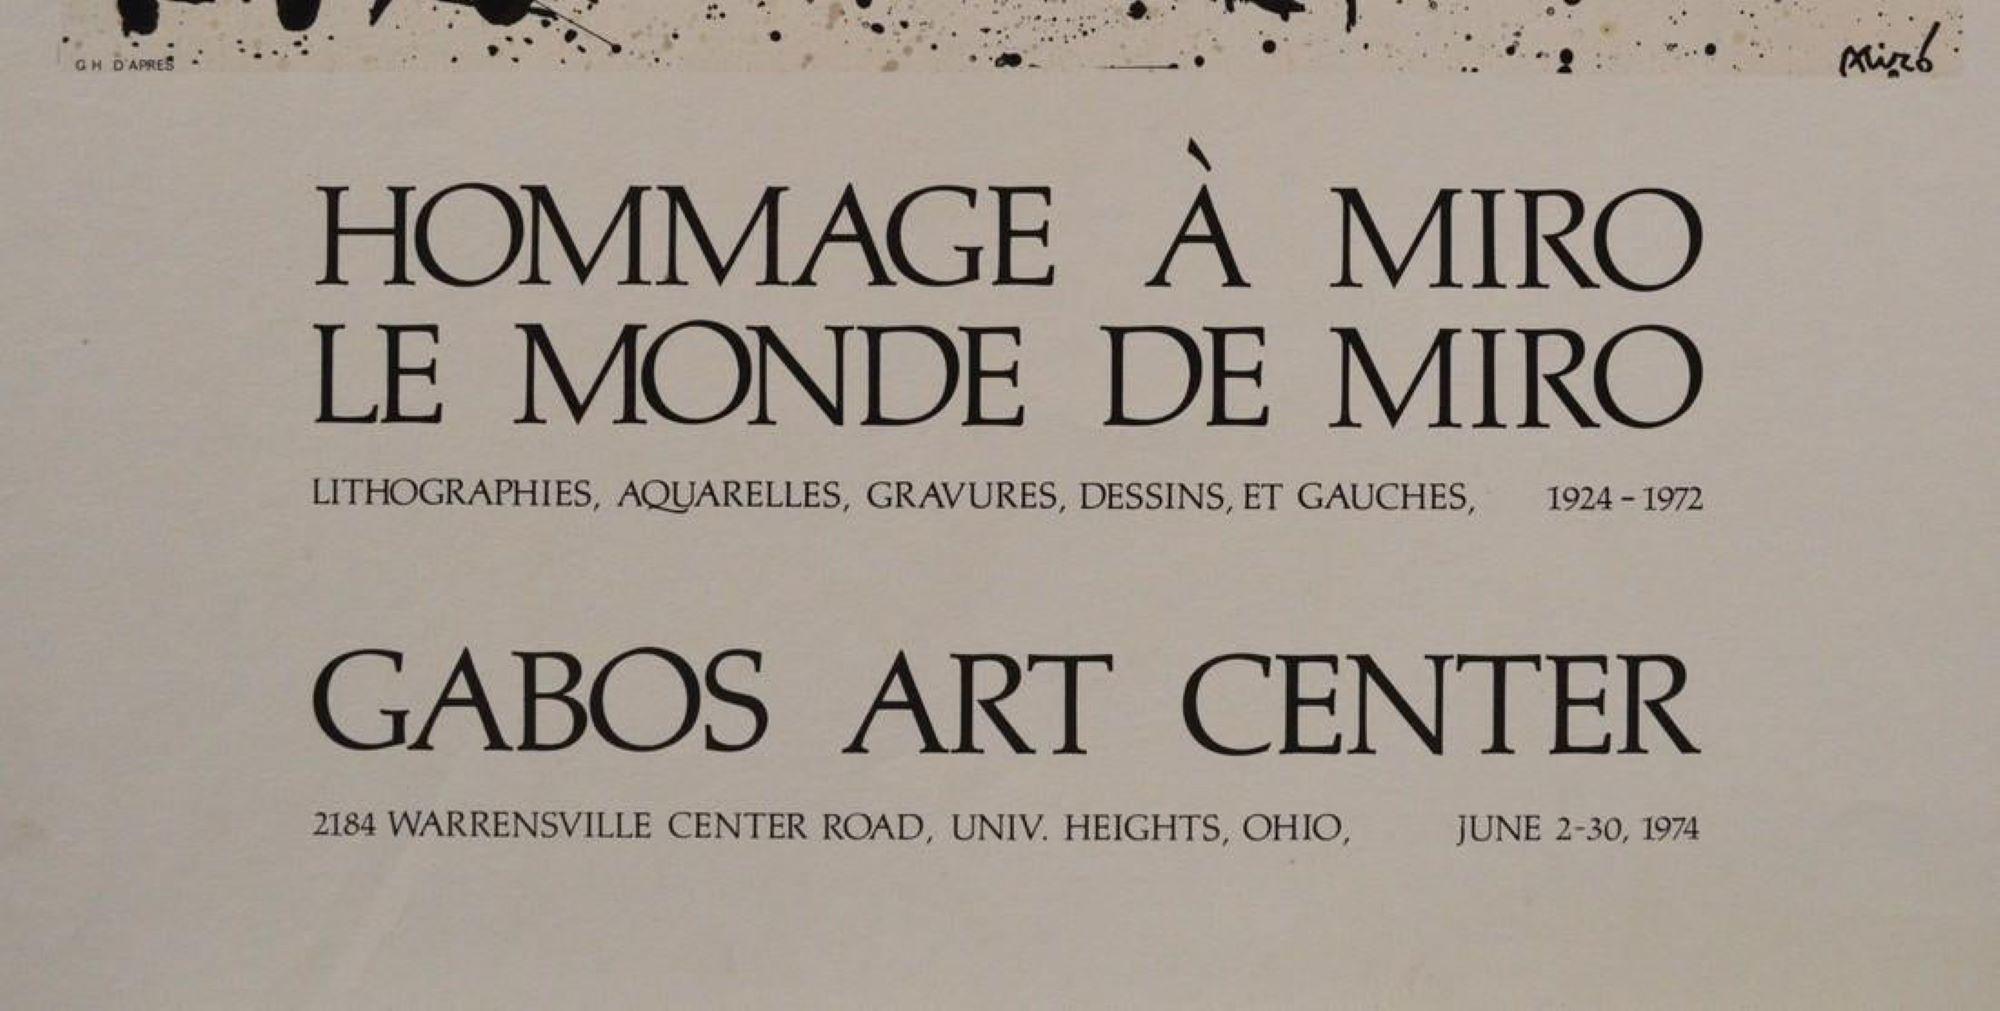 G H D'APRES
Miró
HOMMAGE À MIRO
LE MONDE DE MIRO
LITHOGRAPHIES, AQUARELLES, GRAVURES, DESSINS, ET GAUCHES, 1924-1972
GABOS ART CENTER
2184 WARRENSVILLE CENTER ROAD, UNIV. HEIGHTS, OHIO, JUNE 2-30, 1974